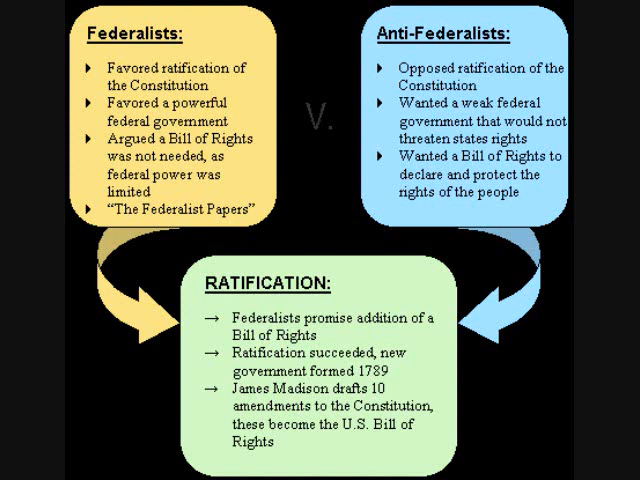 Federalists:
Favored ratification of
the Constitution
Favored a powerful
federal government
Argued a Bill of Rights
was not needed, as
federal power was
limited
“The Federalist Papers”
V.
Anti-Federalists:
Opposed ratification of the
Constitution
Wanted a weak federal
government that would not
threaten states rights
Wanted a Bill of Rights to
declare and protect the
rights of the people
RATIFICATION:
→ Federalists promise addition of a
Bill of Rights
→ Ratification succeeded, new
government formed 1789
→ James Madison drafts 10
amendments to the Constitution,
these become the U.S. Bill of
Rights